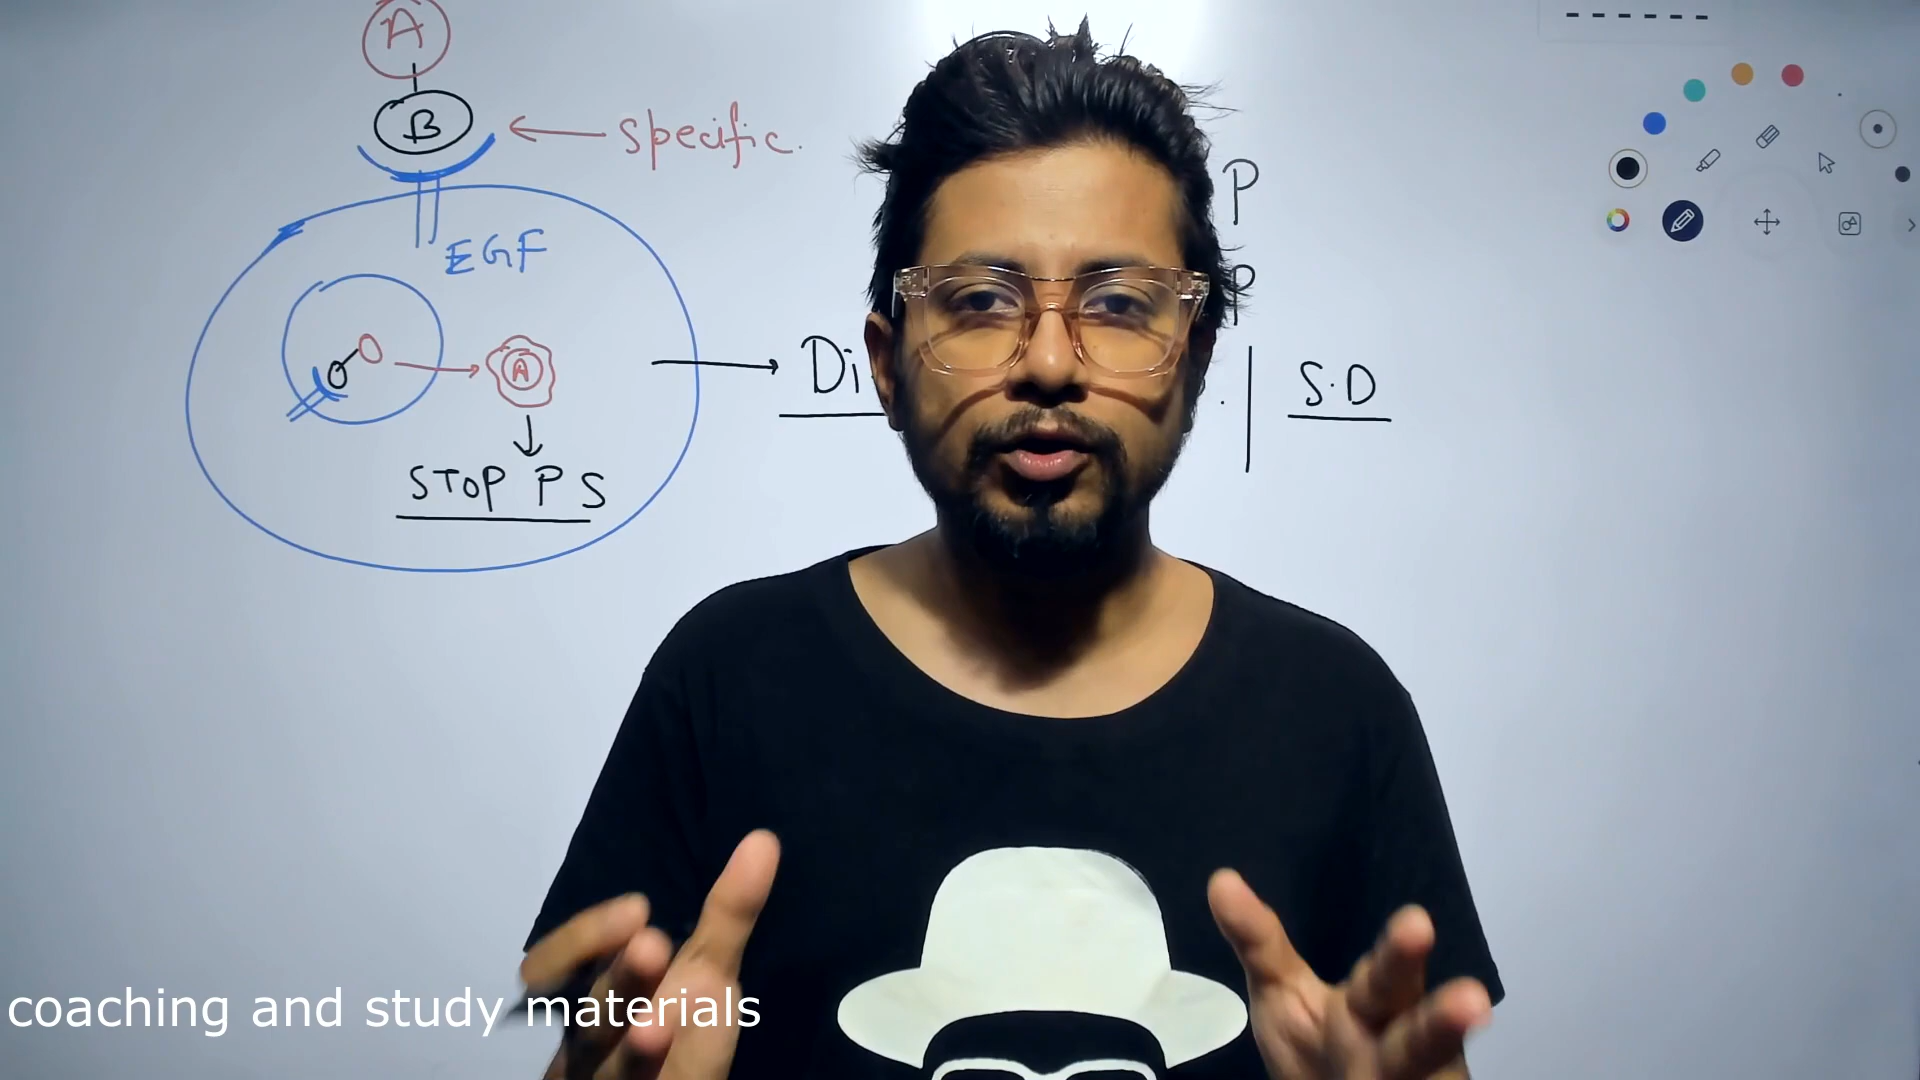 A
B
specific.
P
EGF
P
A
Di
S.D
STOP PS
coaching and study materials